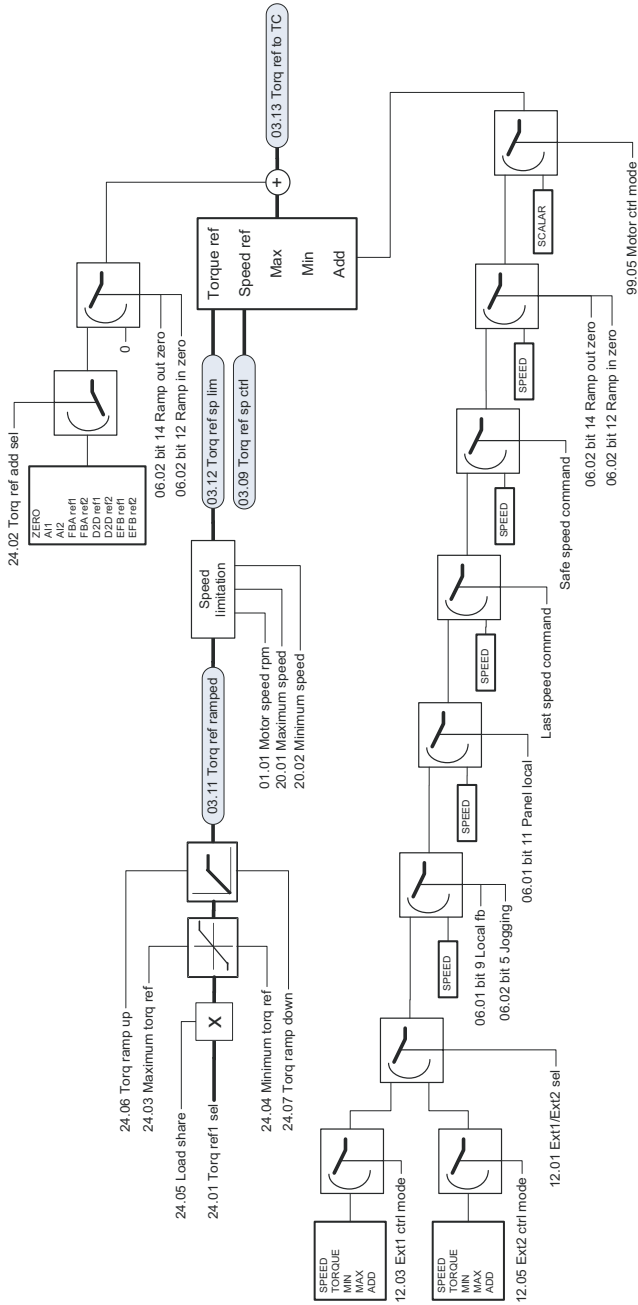 24.02 Torq ref add sel
ZERO
AI1
AI2
FBA ref1
FBA ref2
D2D ref1
D2D ref2
EFB ref1
EFB ref2
0
06.02 bit 14 Ramp out zero
06.02 bit 12 Ramp in zero
24.06 Torq ramp up
24.03 Maximum torq ref
24.05 Load share
24.01 Torq ref1 sel
X
24.04 Minimum torq ref
24.07 Torq ramp down
03.11 Torq ref ramped
Speed
limitation
01.01 Motor speed rpm
20.01 Maximum speed
20.02 Minimum speed
03.12 Torq ref sp lim
03.09 Torq ref sp ctrl
Torque ref
Speed ref
Max
Min
Add
+
03.13 Torq ref to TC
SPEED
TORQUE
MIN
MAX
ADD
12.03 Ext1 ctrl mode
SPEED
TORQUE
MIN
MAX
ADD
12.05 Ext2 ctrl mode
12.01 Ext1/Ext2 sel
SPEED
06.01 bit 9 Local fb
06.02 bit 5 Jogging
SPEED
06.01 bit 11 Panel local
SPEED
Last speed command
SPEED
Safe speed command
SPEED
06.02 bit 14 Ramp out zero
06.02 bit 12 Ramp in zero
SCALAR
99.05 Motor ctrl mode